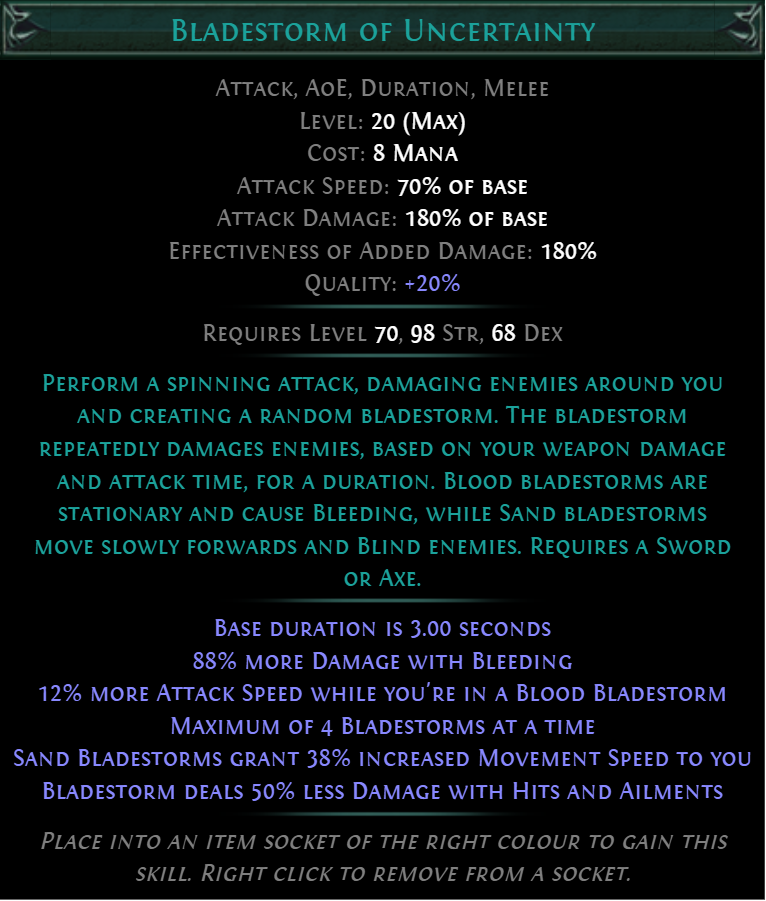 Bladestorm of Uncertainty
Attack, AoE, Duration, Melee
Level: 20 (Max)
Cost: 8 Mana
Attack Speed: 70% of base
Attack Damage: 180% of base
Effectiveness of Added Damage: 180%
Quality: +20%
Requires Level 70, 98 Str, 68 Dex
Perform a spinning attack, damaging enemies around you
and creating a random bladestorm. The bladestorm
repeatedly damages enemies, based on your weapon damage
and attack time, for a duration. Blood bladestorms are
stationary and cause Bleeding, while Sand bladestorms
move slowly forwards and Blind enemies. Requires a Sword
or Axe.
Base duration is 3.00 seconds
88% more Damage with Bleeding
12% more Attack Speed while you're in a Blood Bladestorm
Maximum of 4 Bladestorms at a time
Sand Bladestorms grant 38% increased Movement Speed to you
Bladestorm deals 50% less Damage with Hits and Ailments
Place into an item socket of the right colour to gain this
skill. Right click to remove from a socket.